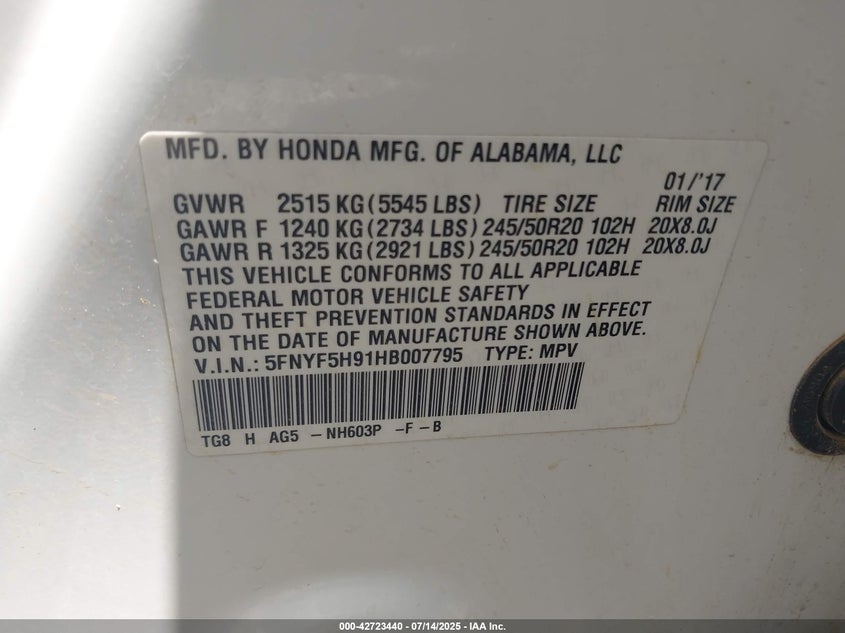 MFD. BY HONDA MFG. OF ALABAMA, LLC
01/'17
GVWR 2515 KG (5545 LBS) TIRE SIZE RIM SIZE
GAWR F 1240 KG (2734 LBS) 245/50R20 102H 20X8.0J
GAWR R 1325 KG (2921 LBS) 245/50R20 102H 20X8.0J
THIS VEHICLE CONFORMS TO ALL APPLICABLE
FEDERAL MOTOR VEHICLE SAFETY
AND THEFT PREVENTION STANDARDS IN EFFECT
ON THE DATE OF MANUFACTURE SHOWN ABOVE.
V.I.N.: 5FNYF5H91HB007795 TYPE: MPV
TG8 H AG5 -NH603P -F-B
000-42723440 - 07/14/2025 - IAA Inc.